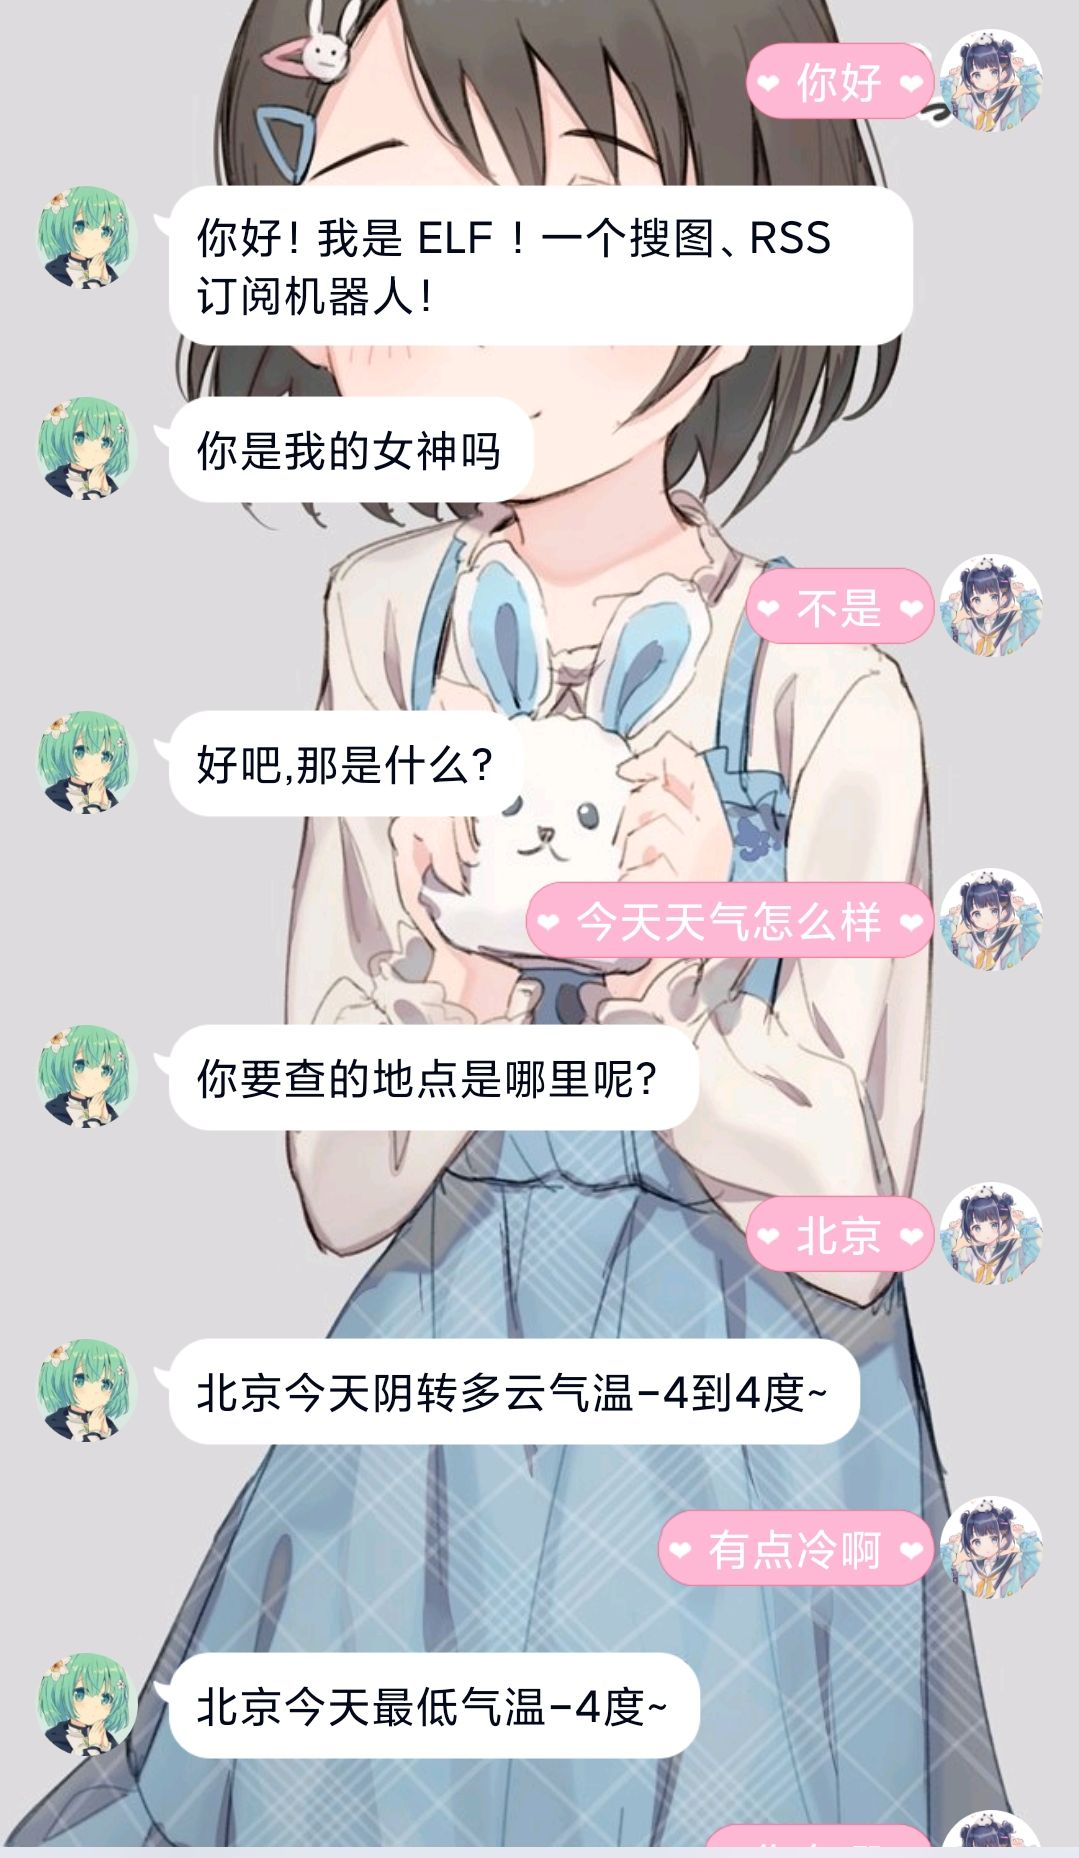 ❤ 你好 ❤
你好！我是 ELF ！一个搜图、RSS
订阅机器人！
你是我的女神吗
❤ 不是 ❤
好吧,那是什么?
❤ 今天天气怎么样 ❤
你要查的地点是哪里呢?
❤ 北京 ❤
北京今天阴转多云气温-4到4度~
❤ 有点冷啊 ❤
北京今天最低气温-4度~